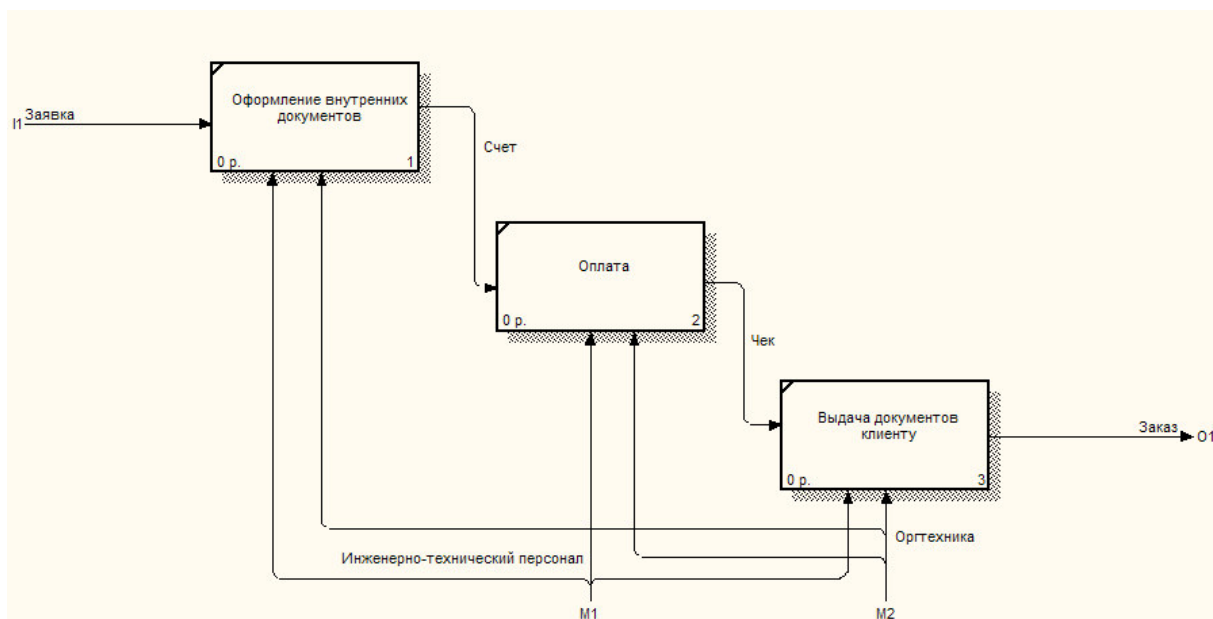 Оформление внутренних
документов
I1 Заявка
0 р. 1
Счет
Оплата
0 р. 2
Чек
Выдача документов
клиенту
Заказ O1
0 р. 3
Оргтехника
Инженерно-технический персонал
M1 M2